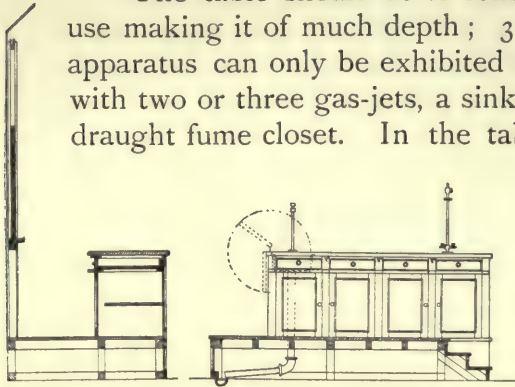 use making it of much depth ; 3
apparatus can only be exhibited
with two or three gas-jets, a sink
draught fume closet. In the tab